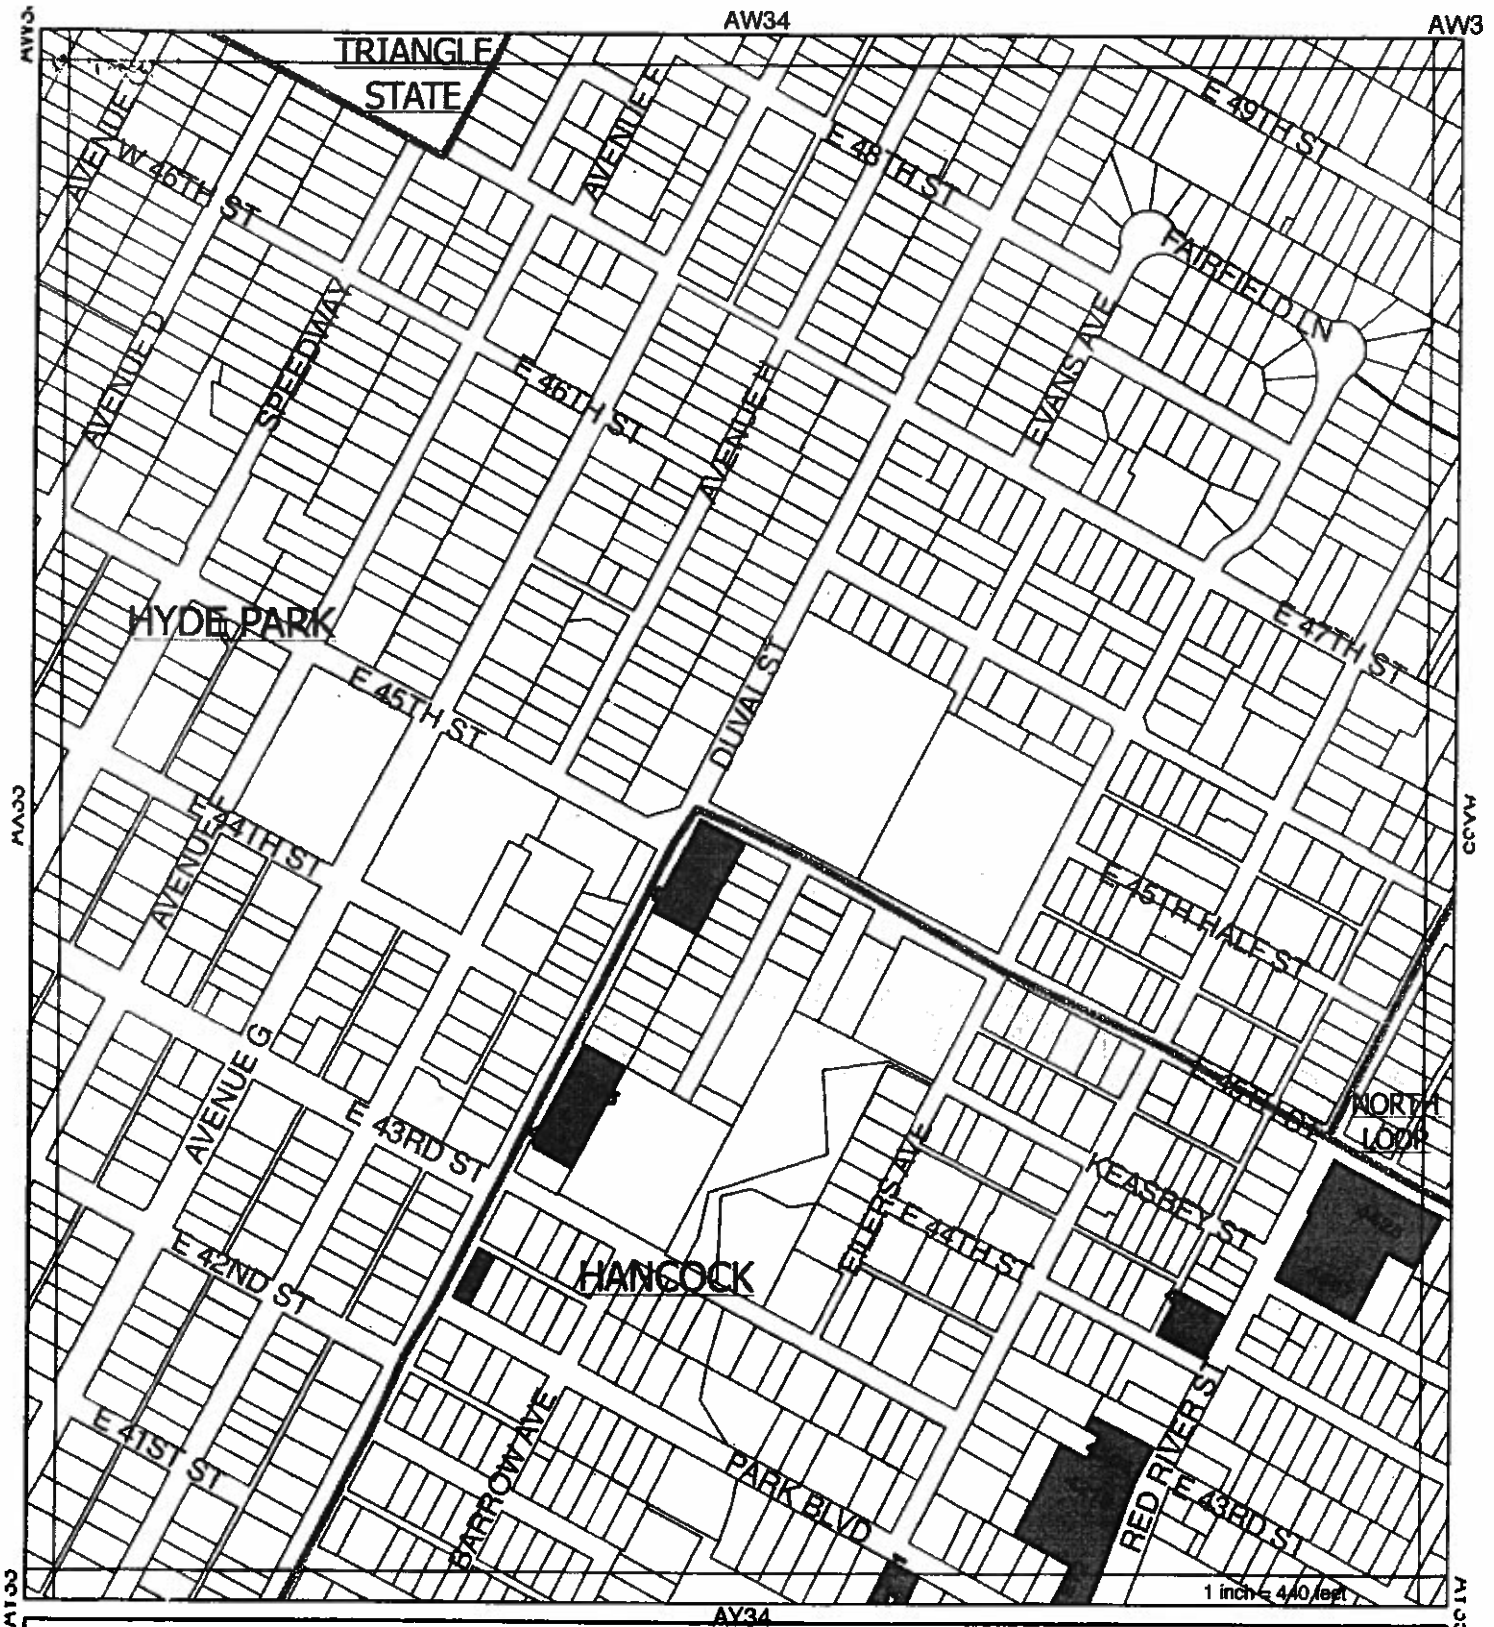 AW34
AW3
TRIANGLE
STATE
AVENUE F
E 49TH ST
E 48TH ST
AVENUE
W 46TH ST
FAIRFIELD LN
SPEEDWAY
AVENUE D
EVANS AVE
E 46TH ST
AVENUE H
HYDE PARK
E 47TH ST
DUVAL ST
E 45TH ST
E 44TH ST
AVENUE
E 45TH HALF ST
AVENUE G
E 43RD ST
NORTH
LOOP
EILERS AVE
KEASBEY ST
E 44TH ST
E 42ND ST
HANCOCK
RED RIVER ST
BARROW AVE
E 41ST ST
PARK BLVD
E 43RD ST
1 inch = 440 feet
AY34